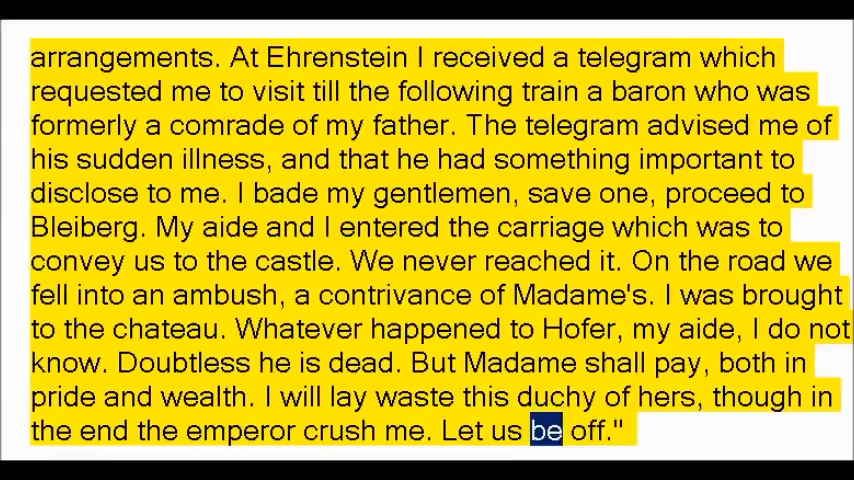 arrangements. At Ehrenstein I received a telegram which
requested me to visit till the following train a baron who was
formerly a comrade of my father. The telegram advised me of
his sudden illness, and that he had something important to
disclose to me. I bade my gentlemen, save one, proceed to
Bleiberg. My aide and I entered the carriage which was to
convey us to the castle. We never reached it. On the road we
fell into an ambush, a contrivance of Madame's. I was brought
to the chateau. Whatever happened to Hofer, my aide, I do not
know. Doubtless he is dead. But Madame shall pay, both in
pride and wealth. I will lay waste this duchy of hers, though in
the end the emperor crush me. Let us be off."